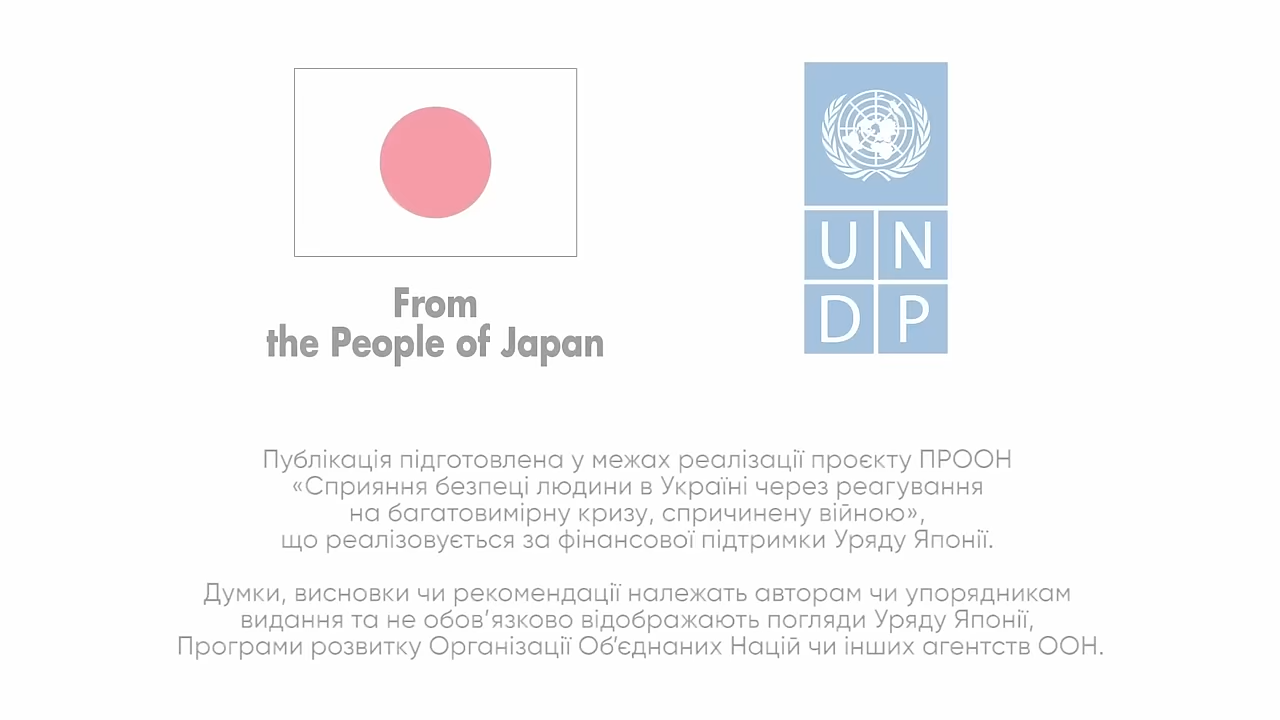 From
the People of Japan
U N
D P
Публікація підготовлена у межах реалізації проєкту ПРООН
«Сприяння безпеці людини в Україні через реагування
на багатовимірну кризу, спричинену війною»,
що реалізовується за фінансової підтримки Уряду Японії.
Думки, висновки чи рекомендації належать авторам чи упорядникам
видання та не обов’язково відображають погляди Уряду Японії,
Програми розвитку Організації Об’єднаних Націй чи інших агентств ООН.